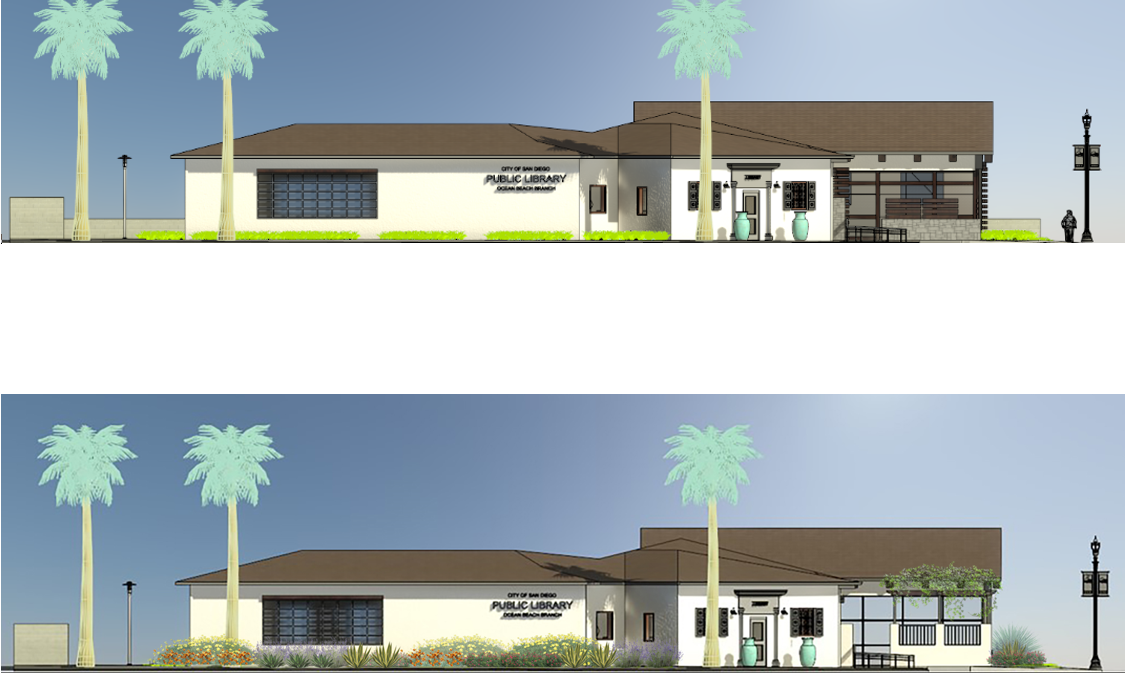 CITY OF SAN DIEGO
PUBLIC LIBRARY
OCEAN BEACH BRANCH
CITY OF SAN DIEGO
PUBLIC LIBRARY
OCEAN BEACH BRANCH